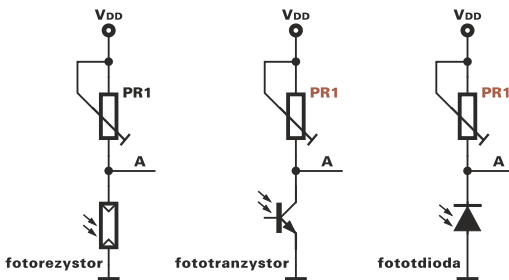 VDD VDD VDD
PR1 PR1 PR1
A A A
fotorezystor fototranzystor fototdioda